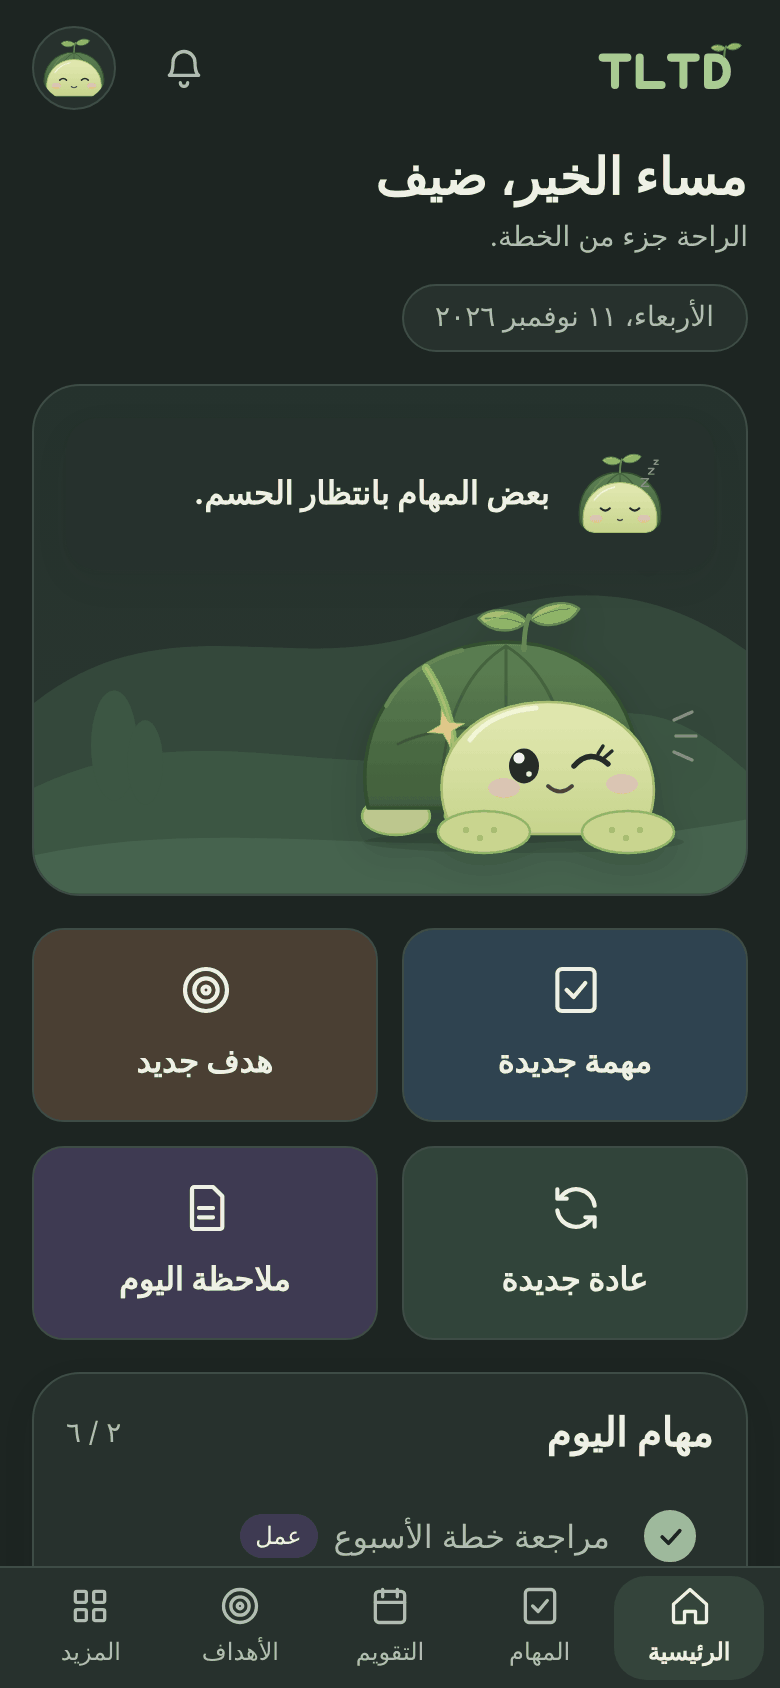 TLTD
مساء الخير، ضيف
الراحة جزء من الخطة.
الأربعاء، ١١ نوفمبر ٢٠٢٦
z z z
بعض المهام بانتظار الحسم.
مهمة جديدة
هدف جديد
عادة جديدة
ملاحظة اليوم
مهام اليوم
٢ / ٦
مراجعة خطة الأسبوع
عمل
الرئيسية
المهام
التقويم
الأهداف
المزيد